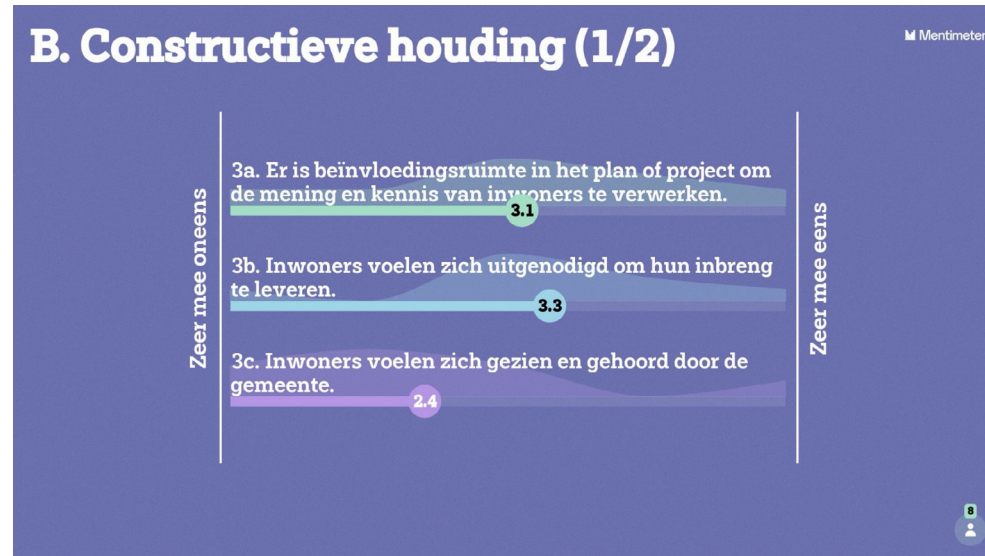 B. Constructieve houding (1/2)
Mentimeter
Zeer mee oneens
3a. Er is beïnvloedingsruimte in het plan of project om
de mening en kennis van inwoners te verwerken.
3.1
3b. Inwoners voelen zich uitgenodigd om hun inbreng
te leveren.
3.3
3c. Inwoners voelen zich gezien en gehoord door de
gemeente.
2.4
Zeer mee eens
8